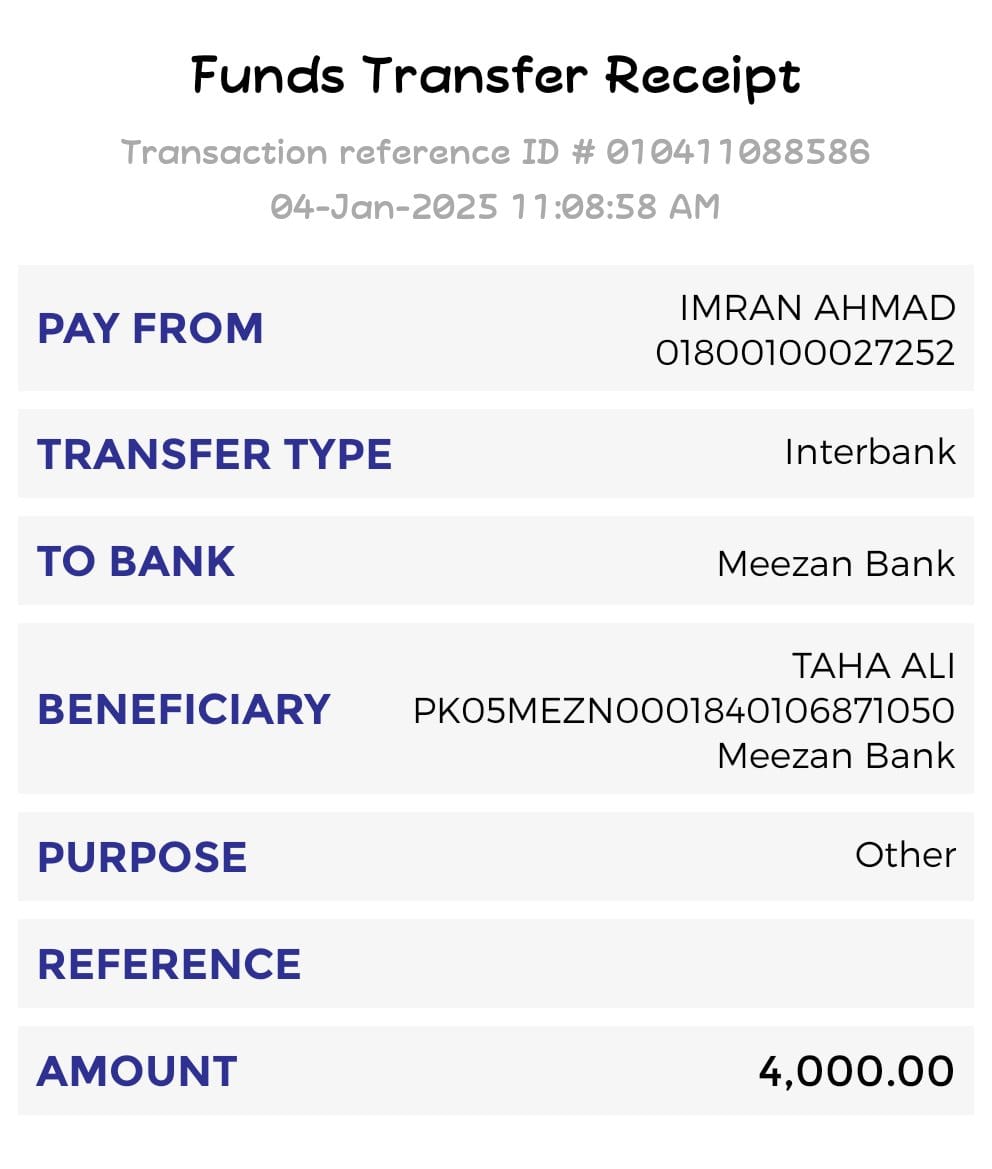 Funds Transfer Receipt
Transaction reference ID # 010411088586
04-Jan-2025 11:08:58 AM
PAY FROM
IMRAN AHMAD
01800100027252
TRANSFER TYPE
Interbank
TO BANK
Meezan Bank
BENEFICIARY
TAHA ALI
PK05MEZN0001840106871050
Meezan Bank
PURPOSE
Other
REFERENCE
AMOUNT
4,000.00